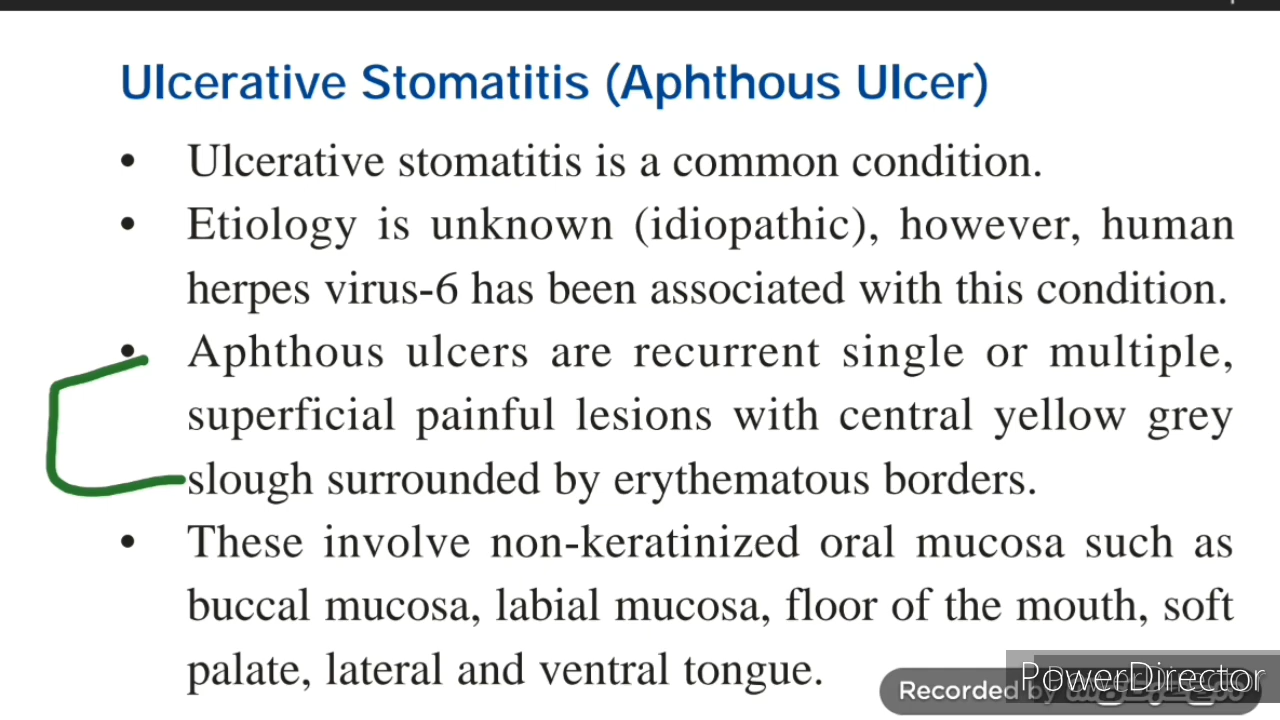 Ulcerative Stomatitis (Aphthous Ulcer)
• Ulcerative stomatitis is a common condition.
• Etiology is unknown (idiopathic), however, human
herpes virus-6 has been associated with this condition.
• Aphthous ulcers are recurrent single or multiple,
superficial painful lesions with central yellow grey
slough surrounded by erythematous borders.
• These involve non-keratinized oral mucosa such as
buccal mucosa, labial mucosa, floor of the mouth, soft
palate, lateral and ventral tongue.
PowerDirector
Recorded by